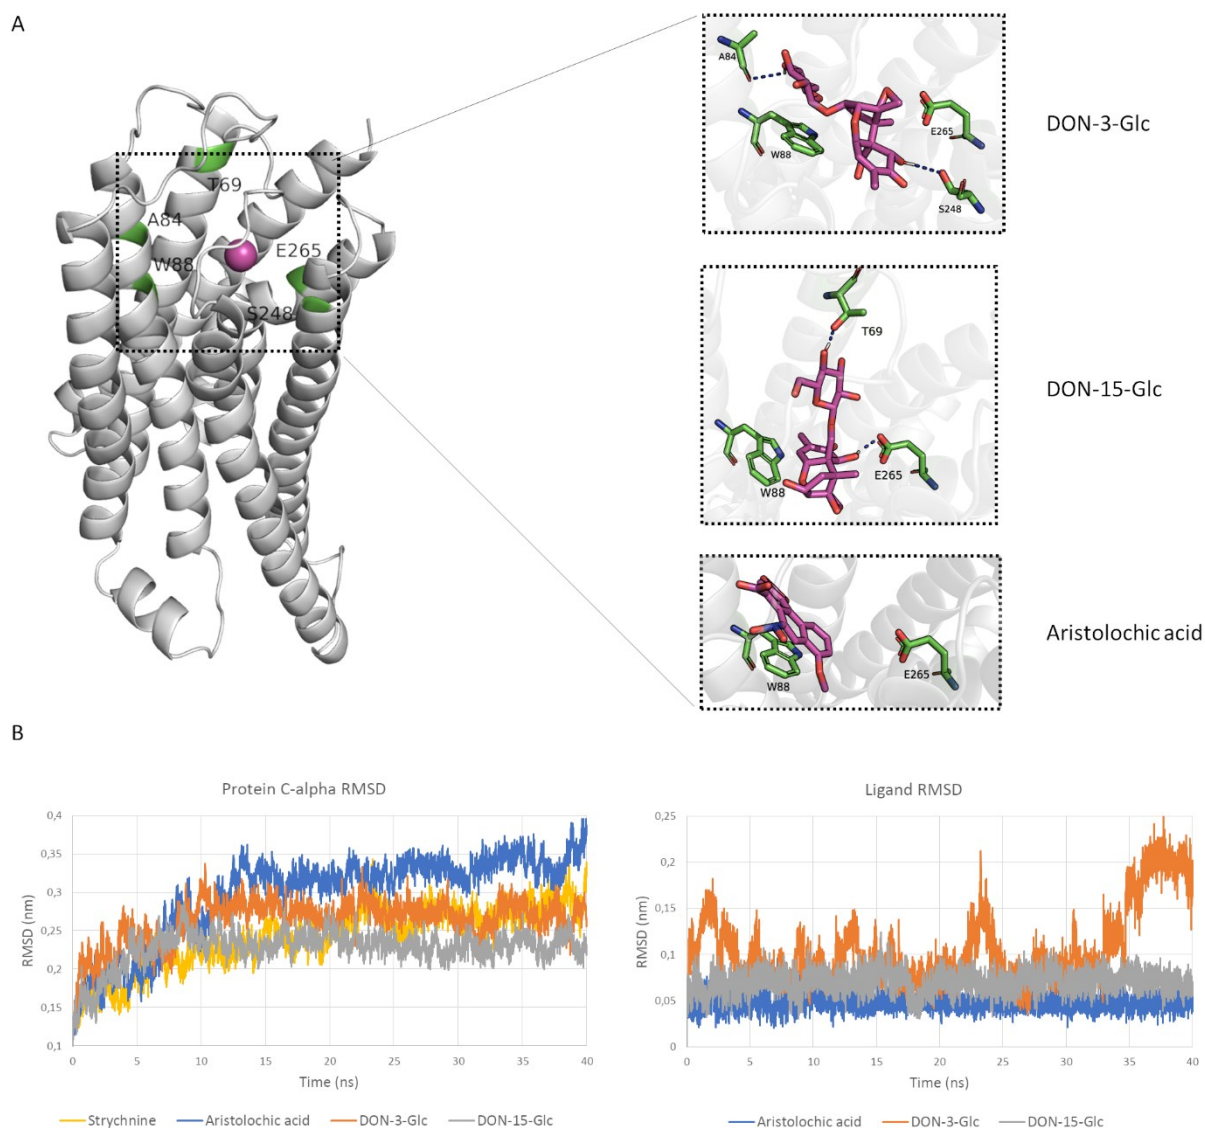 A
T69
A84
W88
E265
S248
A84
W88
E265
S248
DON-3-Glc
T69
W88
E265
DON-15-Glc
W88
E265
Aristolochic acid
B
Protein C-alpha RMSD
RMSD (nm)
0,4
0,35
0,3
0,25
0,2
0,15
0,1
0 5 10 15 20 25 30 35 40
Time (ns)
Strychnine Aristolochic acid DON-3-Glc DON-15-Glc
Ligand RMSD
RMSD (nm)
0,25
0,2
0,15
0,1
0,05
0
0 5 10 15 20 25 30 35 40
Time (ns)
Aristolochic acid DON-3-Glc DON-15-Glc